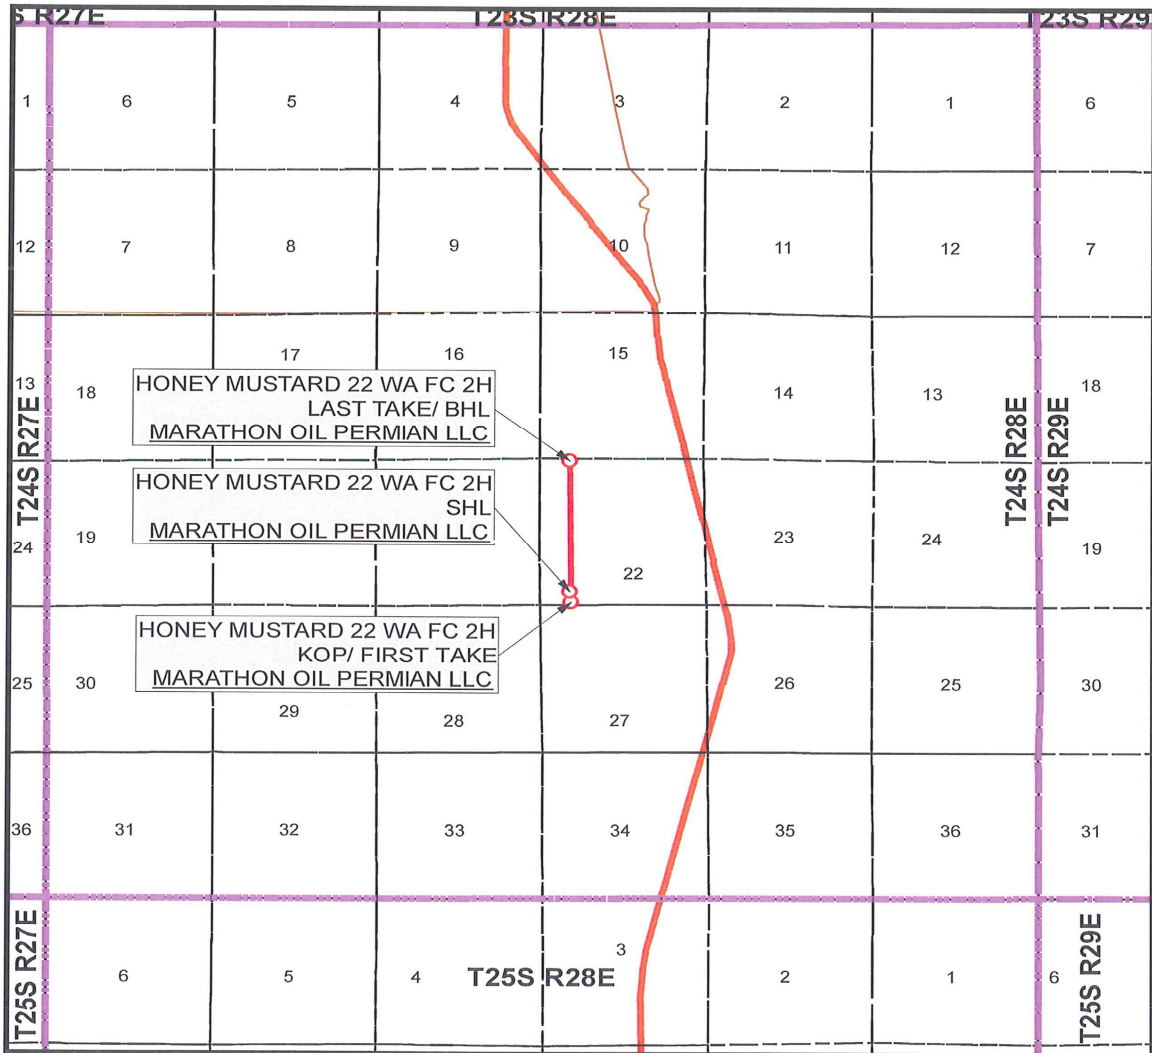 S R27E
T23S R28E
T23S R29
1
6
5
4
3
2
1
6
12
7
8
9
10
11
12
7
17
16
15
13
18
14
13
18
HONEY MUSTARD 22 WA FC 2H
LAST TAKE/ BHL
MARATHON OIL PERMIAN LLC
T24S R27E
T24S R28E
T24S R29E
HONEY MUSTARD 22 WA FC 2H
SHL
MARATHON OIL PERMIAN LLC
24
19
22
23
24
19
HONEY MUSTARD 22 WA FC 2H
KOP/ FIRST TAKE
MARATHON OIL PERMIAN LLC
25
30
29
28
27
26
25
30
36
31
32
33
34
35
36
31
T25S R27E
6
5
4
T25S R28E
3
2
1
6
T25S R29E